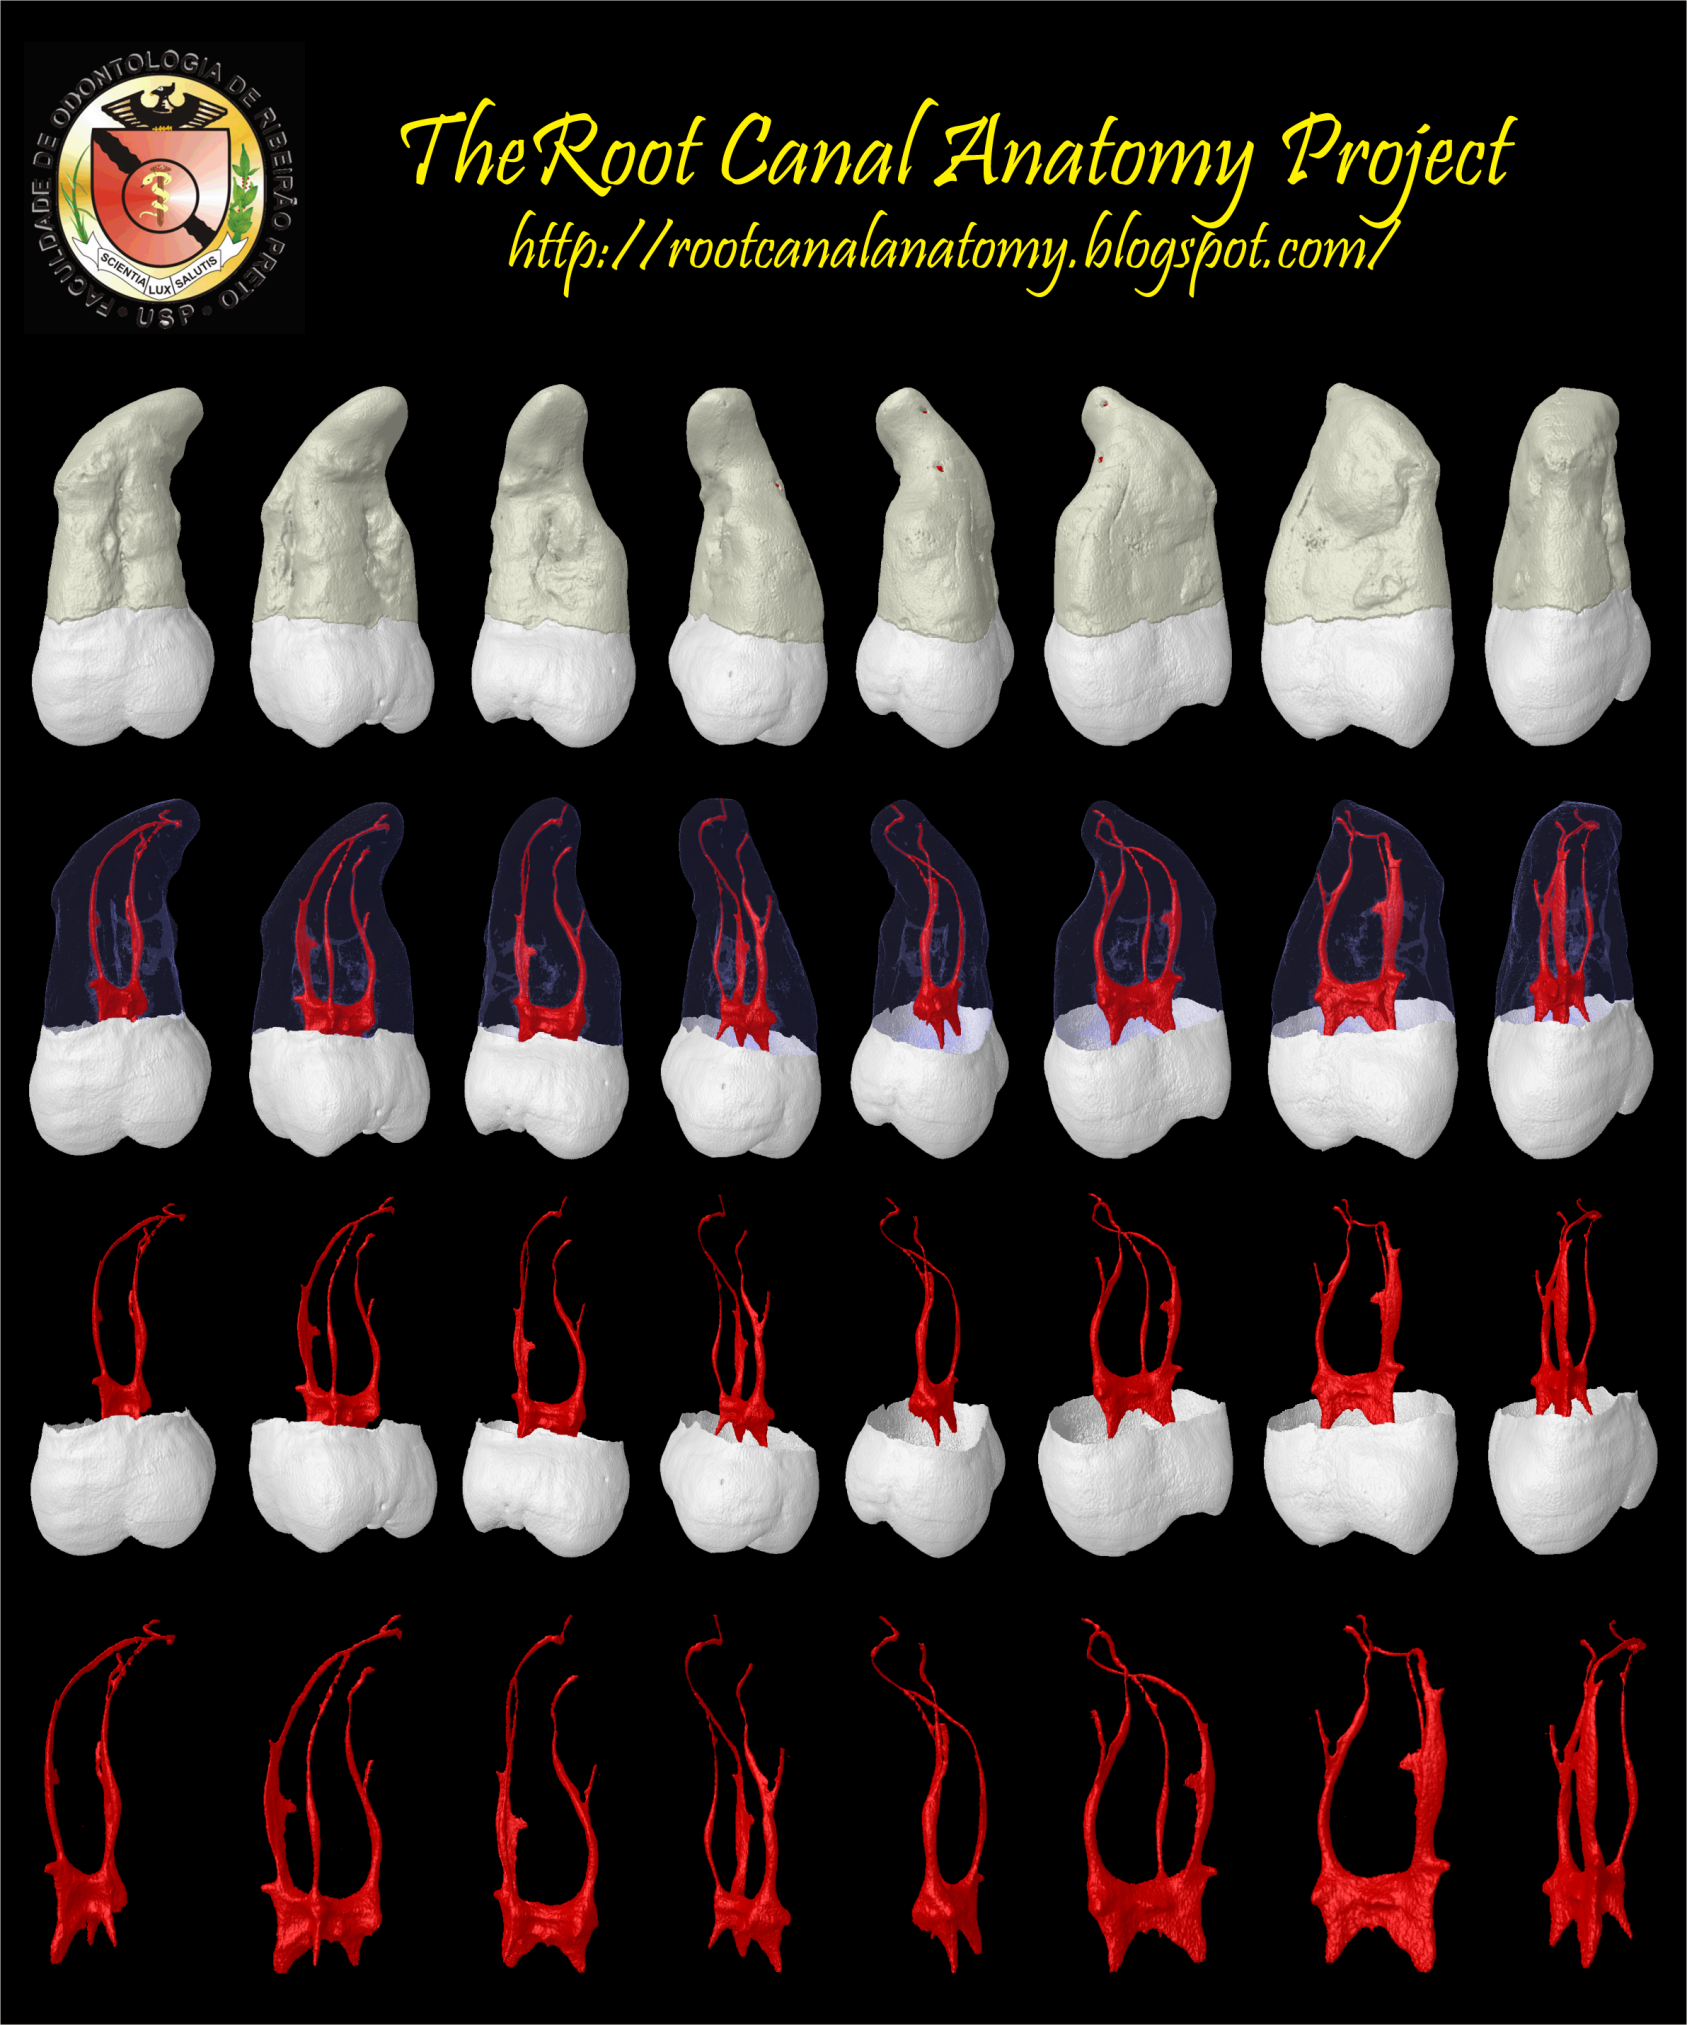 FACULDADE DE ODONTOLOGIA DE RIBEIRÃO PRETO
• USP •
SCIENTIA LUX SALUTIS
The Root Canal Anatomy Project
http://rootcanalanatomy.blogspot.com/